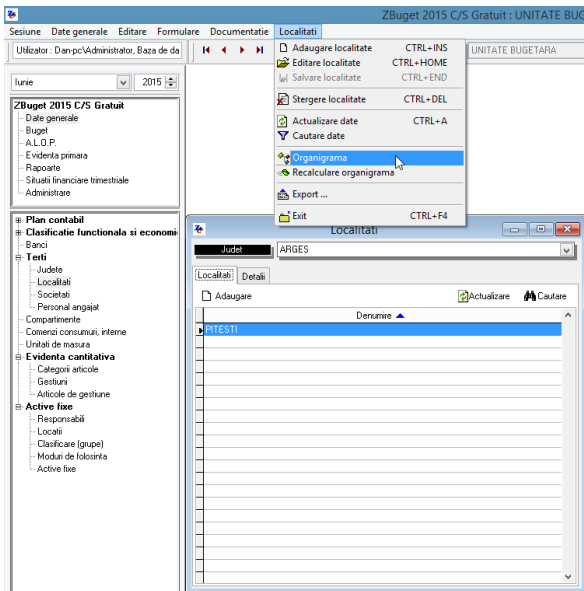 ZBuget 2015 C/S Gratuit : UNITATE BUG
Sesiune Date generale Editare Formulare Documentatie Localitati
Utilizator : Dan-pc\Administrator, Baza de da
UNITATE BUGETARA
Adaugare localitate CTRL+INS
Editare localitate CTRL+HOME
Salvare localitate CTRL+END
Stergere localitate CTRL+DEL
Actualizare date CTRL+A
Cautare date
Organigrama
Recalculare organigrama
Export ...
Exit CTRL+F4
Iunie 2015
ZBuget 2015 C/S Gratuit
Date generale
Buget
A.L.O.P.
Evidenta primara
Rapoarte
Situatii financiare trimestriale
Administrare
Plan contabil
Clasificatie functionala si economi
Banci
Terti
Judete
Localitati
Societati
Personal angajat
Compartimente
Comenzi consumuri, interne
Unitati de masura
Evidenta cantitativa
Categorii articole
Gestiuni
Articole de gestiune
Active fixe
Responsabili
Locatii
Clasificare (grupe)
Moduri de folosinta
Active fixe
Localitati
Judet ARGES
Localitati Detalii
Adaugare Actualizare Cautare
Denumire
PITESTI